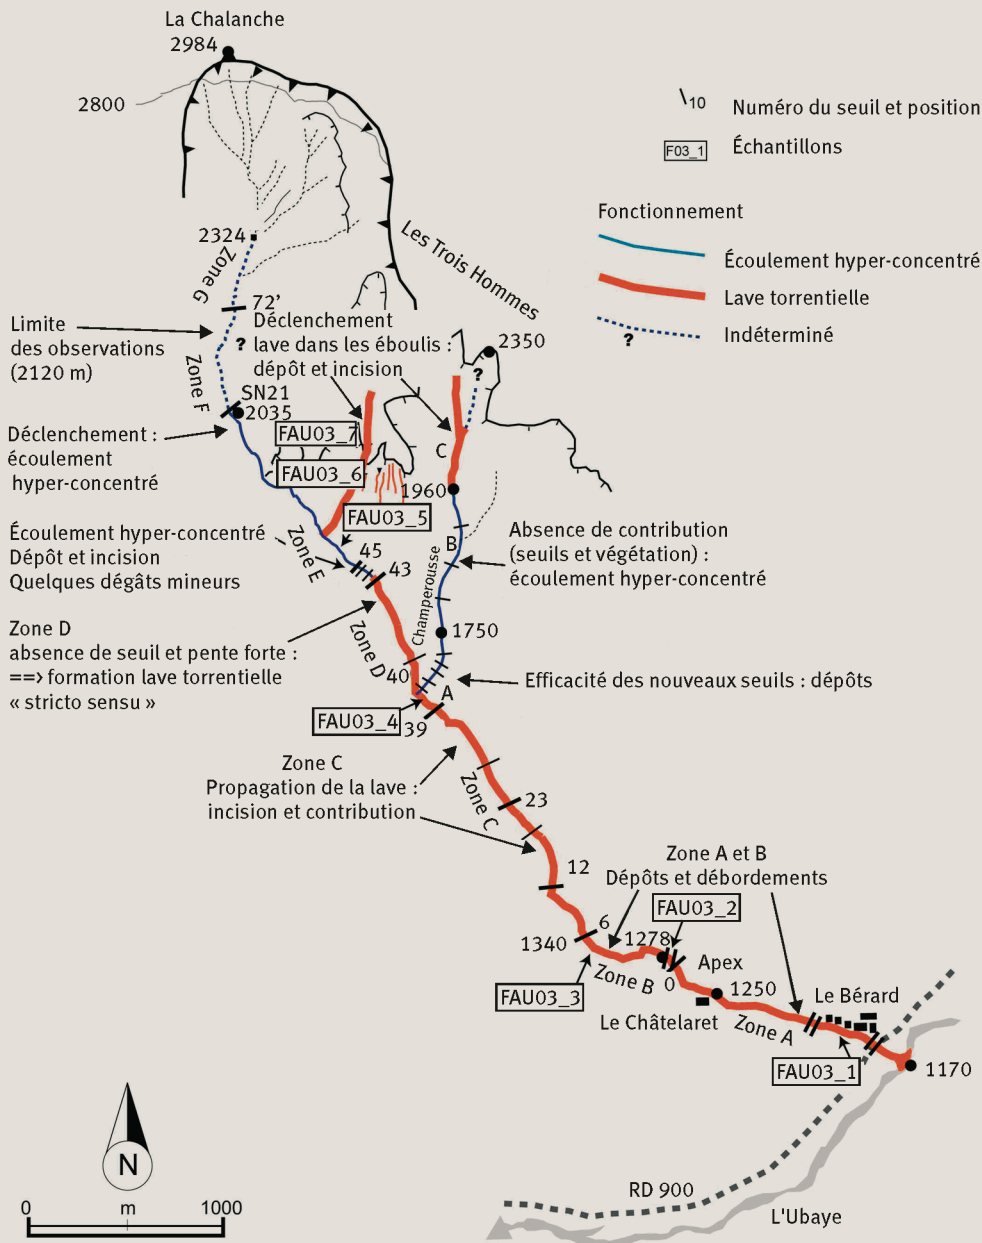 La Chalanche
2984
2800
10
Numéro du seuil et position
F03_1
Échantillons
Fonctionnement
Écoulement hyper-concentré
Lave torrentielle
?
Indéterminé
Les Trois Hommes
2324
Zone G
72'
Limite
des observations
(2120 m)
Déclenchement
? lave dans les éboulis :
dépôt et incision
2350
?
Zone F
SN21
2035
Déclenchement :
écoulement
hyper-concentré
FAU03_7
FAU03_6
C
1960
FAU03_5
Écoulement hyper-concentré
Dépôt et incision
Quelques dégâts mineurs
Zone E
45
43
B
Absence de contribution
(seuils et végétation) :
écoulement hyper-concentré
Champerousse
1750
Zone D
absence de seuil et pente forte :
==> formation lave torrentielle
« stricto sensu »
Zone D
40
A
Efficacité des nouveaux seuils : dépôts
FAU03_4
39
Zone C
Propagation de la lave :
incision et contribution
Zone C
23
12
Zone A et B
Dépôts et débordements
FAU03_2
6
1340
1278
Apex
Zone B
0
FAU03_3
1250
Le Bérard
Le Châtelaret
Zone A
FAU03_1
1170
N
RD 900
L'Ubaye
0
m
1000